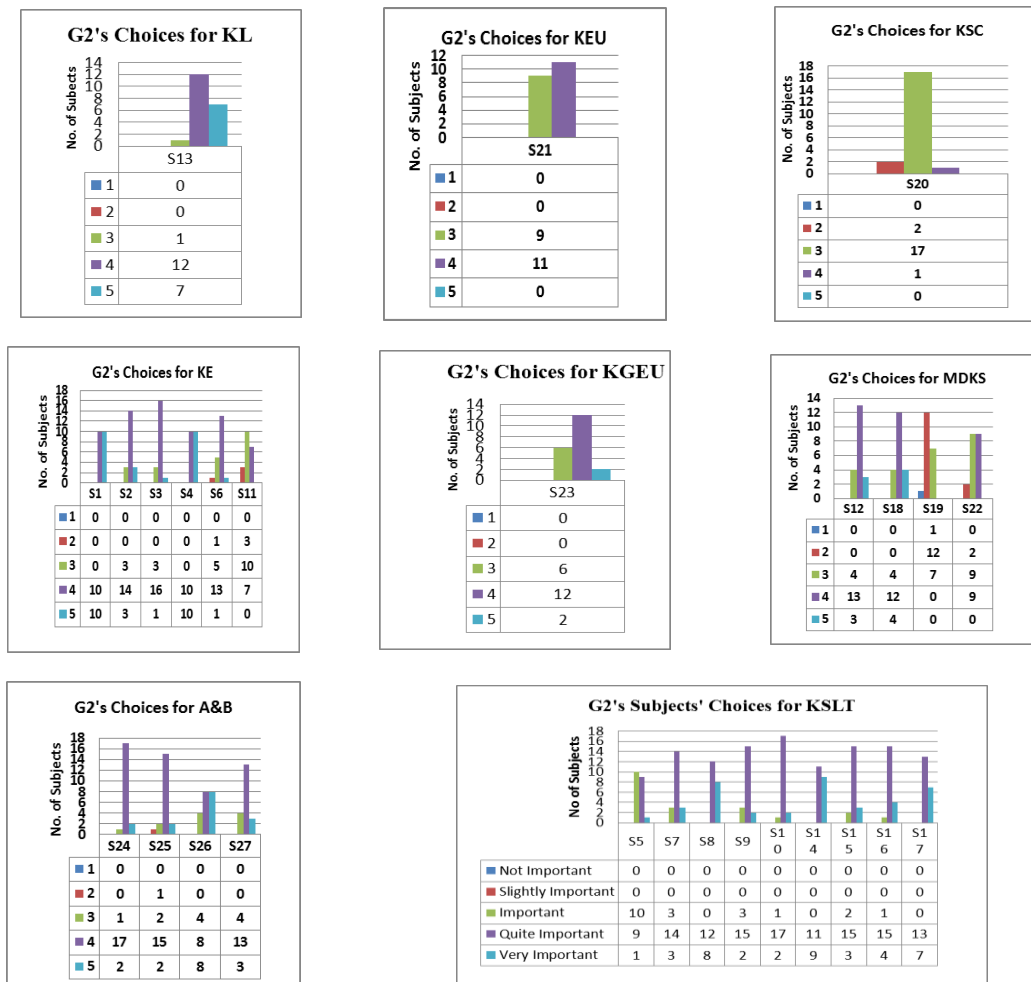 G2's Choices for KL
No. of Subjects
14
12
10
8
6
4
2
0
S13
1 0
2 0
3 1
4 12
5 7
G2's Choices for KEU
No. of Subjects
12
10
8
6
4
2
0
S21
1 0
2 0
3 9
4 11
5 0
G2's Choices for KSC
No. of Subjects
18
16
14
12
10
8
6
4
2
0
S20
1 0
2 2
3 17
4 1
5 0
G2's Choices for KE
No. of Subjects
18
16
14
12
10
8
6
4
2
0
S1 S2 S3 S4 S6 S11
1 0 0 0 0 0 0
2 0 0 0 0 1 3
3 0 3 3 0 5 10
4 10 14 16 10 13 7
5 10 3 1 10 1 0
G2's Choices for KGEU
No. of Subjects
14
12
10
8
6
4
2
0
S23
1 0
2 0
3 6
4 12
5 2
G2's Choices for MDKS
No. of Subjects
14
12
10
8
6
4
2
0
S12 S18 S19 S22
1 0 0 1 0
2 0 0 12 2
3 4 4 7 9
4 13 12 0 9
5 3 4 0 0
G2's Choices for A&B
No. of Subjects
18
16
14
12
10
8
6
4
2
0
S24 S25 S26 S27
1 0 0 0 0
2 0 1 0 0
3 1 2 4 4
4 17 15 8 13
5 2 2 8 3
G2's Subjects' Choices for KSLT
No of Subjects
18
16
14
12
10
8
6
4
2
0
S5 S7 S8 S9 S10 S14 S15 S16 S17
Not Important 0 0 0 0 0 0 0 0 0
Slightly Important 0 0 0 0 0 0 0 0 0
Important 10 3 0 3 1 0 2 1 0
Quite Important 9 14 12 15 17 11 15 15 13
Very Important 1 3 8 2 2 9 3 4 7